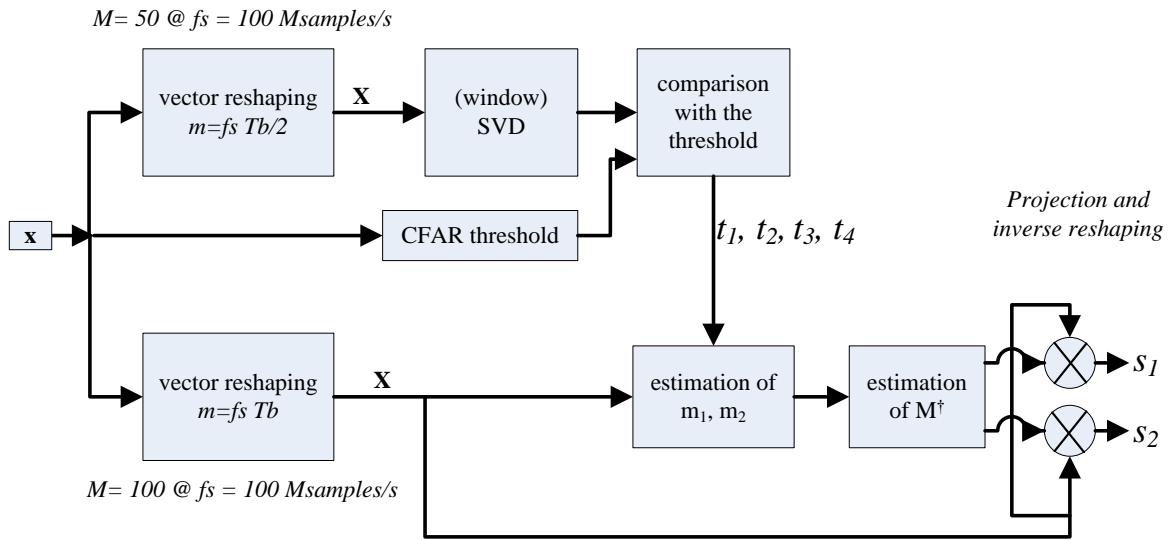 M= 50 @ fs = 100 Msamples/s
vector reshaping
m=fs Tb/2
X
(window)
SVD
comparison
with the
threshold
x
CFAR threshold
t1, t2, t3, t4
Projection and
inverse reshaping
vector reshaping
m=fs Tb
X
estimation of
m1, m2
estimation
of M†
s1
s2
M= 100 @ fs = 100 Msamples/s